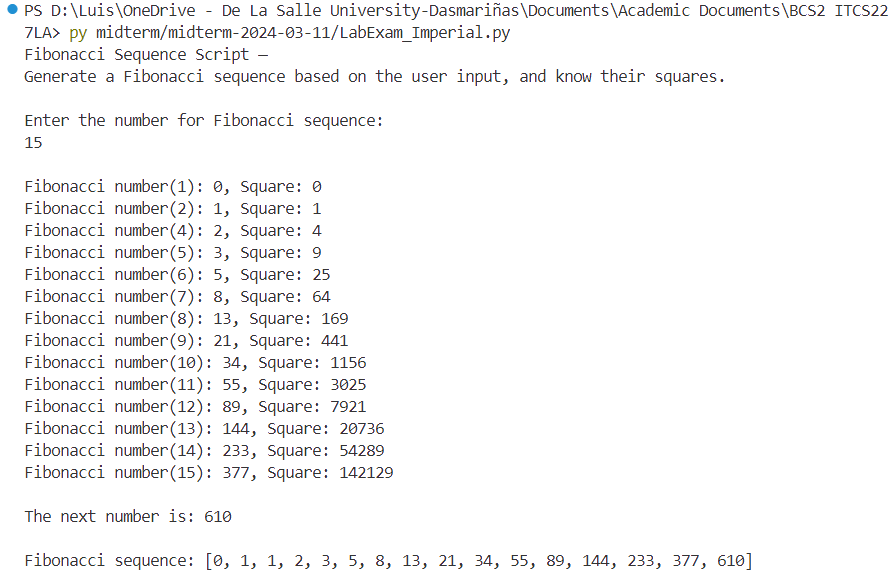 PS D:\Luis\OneDrive - De La Salle University-Dasmariñas\Documents\Academic Documents\BCS2 ITCS22
7LA> py midterm/midterm-2024-03-11/LabExam_Imperial.py
Fibonacci Sequence Script —
Generate a Fibonacci sequence based on the user input, and know their squares.

Enter the number for Fibonacci sequence:
15

Fibonacci number(1): 0, Square: 0
Fibonacci number(2): 1, Square: 1
Fibonacci number(4): 2, Square: 4
Fibonacci number(5): 3, Square: 9
Fibonacci number(6): 5, Square: 25
Fibonacci number(7): 8, Square: 64
Fibonacci number(8): 13, Square: 169
Fibonacci number(9): 21, Square: 441
Fibonacci number(10): 34, Square: 1156
Fibonacci number(11): 55, Square: 3025
Fibonacci number(12): 89, Square: 7921
Fibonacci number(13): 144, Square: 20736
Fibonacci number(14): 233, Square: 54289
Fibonacci number(15): 377, Square: 142129

The next number is: 610

Fibonacci sequence: [0, 1, 1, 2, 3, 5, 8, 13, 21, 34, 55, 89, 144, 233, 377, 610]